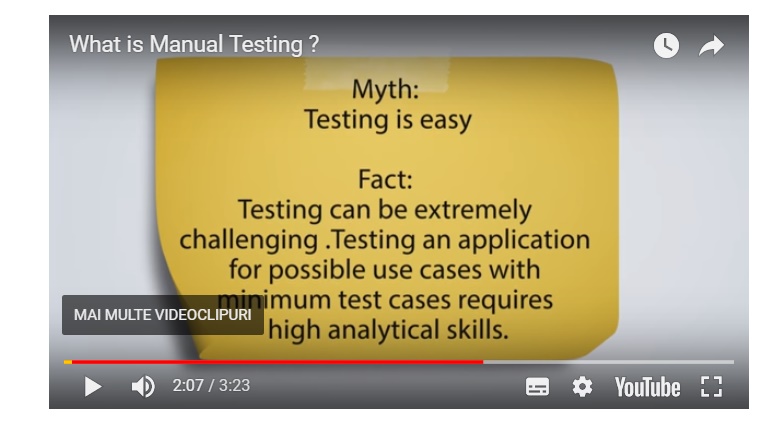 What is Manual Testing ?
Myth:
Testing is easy
Fact:
Testing can be extremely
challenging .Testing an application
for possible use cases with
minimum test cases requires
high analytical skills.
MAI MULTE VIDEOCLIPURI
2:07 / 3:23
YouTube